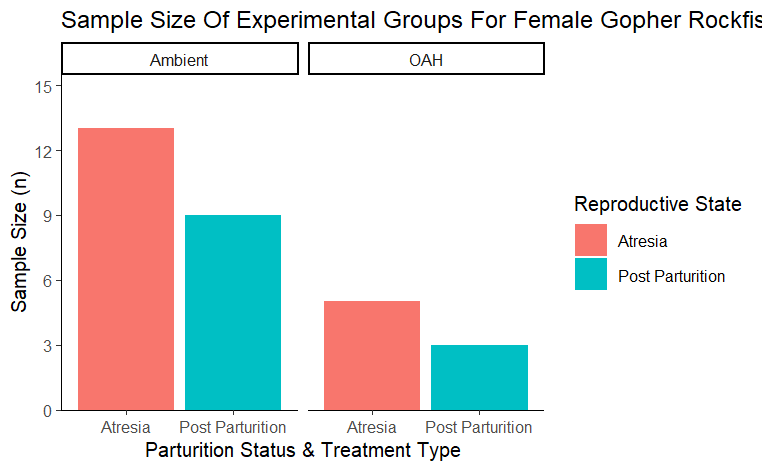 Sample Size Of Experimental Groups For Female Gopher Rockfis
Ambient
OAH
15
12
9
6
3
0
Sample Size (n)
Atresia
Post Parturition
Atresia
Post Parturition
Parturition Status & Treatment Type
Reproductive State
Atresia
Post Parturition